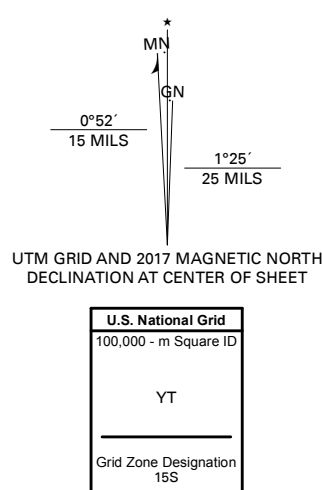 ★
MN
GN
0°52´
15 MILS
1°25´
25 MILS
UTM GRID AND 2017 MAGNETIC NORTH
DECLINATION AT CENTER OF SHEET
U.S. National Grid
100,000 - m Square ID
YT
Grid Zone Designation
15S